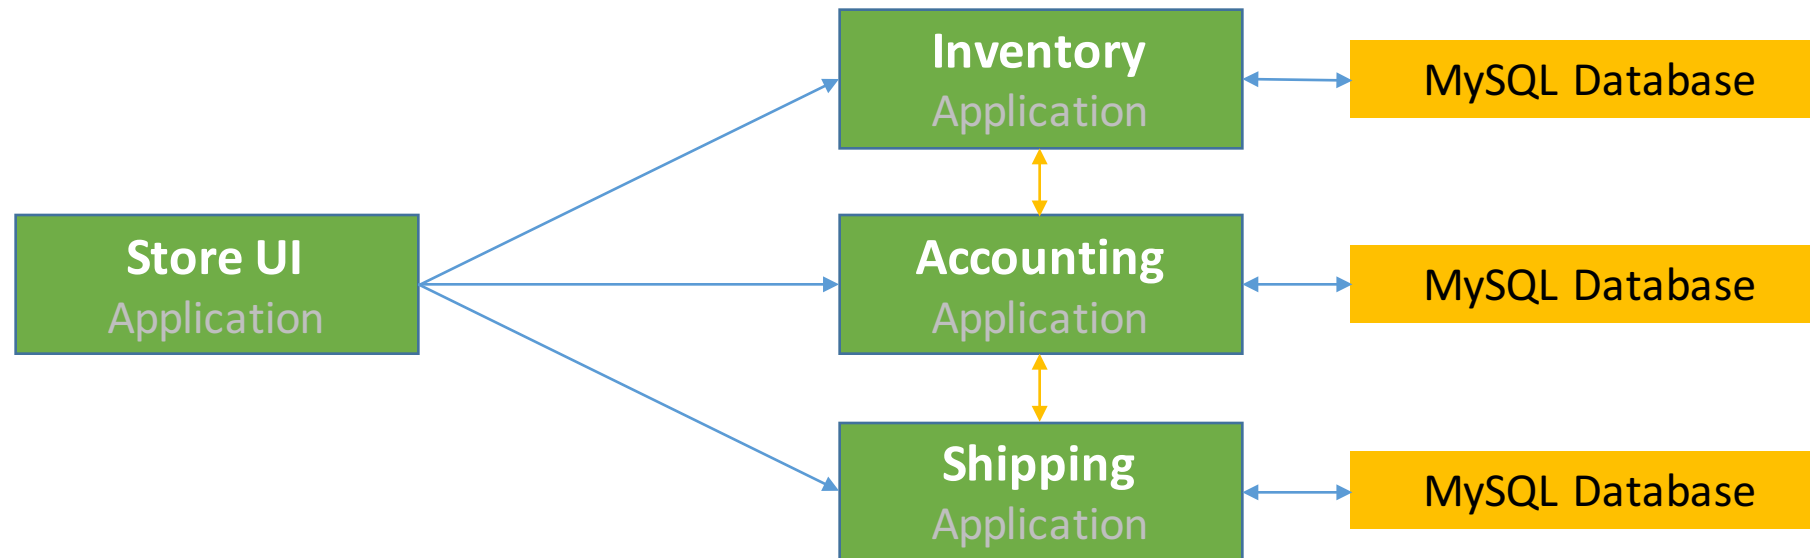 Inventory
Application
MySQL Database
Store UI
Application
Accounting
Application
MySQL Database
Shipping
Application
MySQL Database